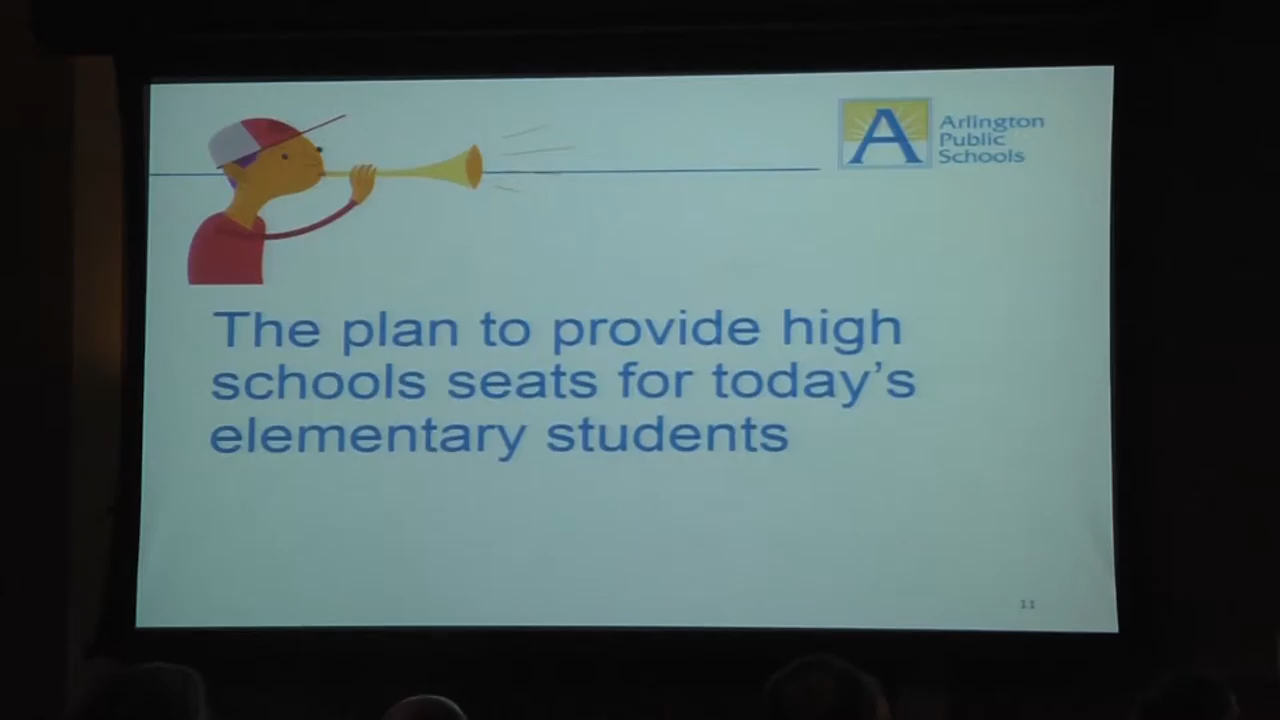 A
Arlington
Public
Schools
The plan to provide high
schools seats for today's
elementary students
11